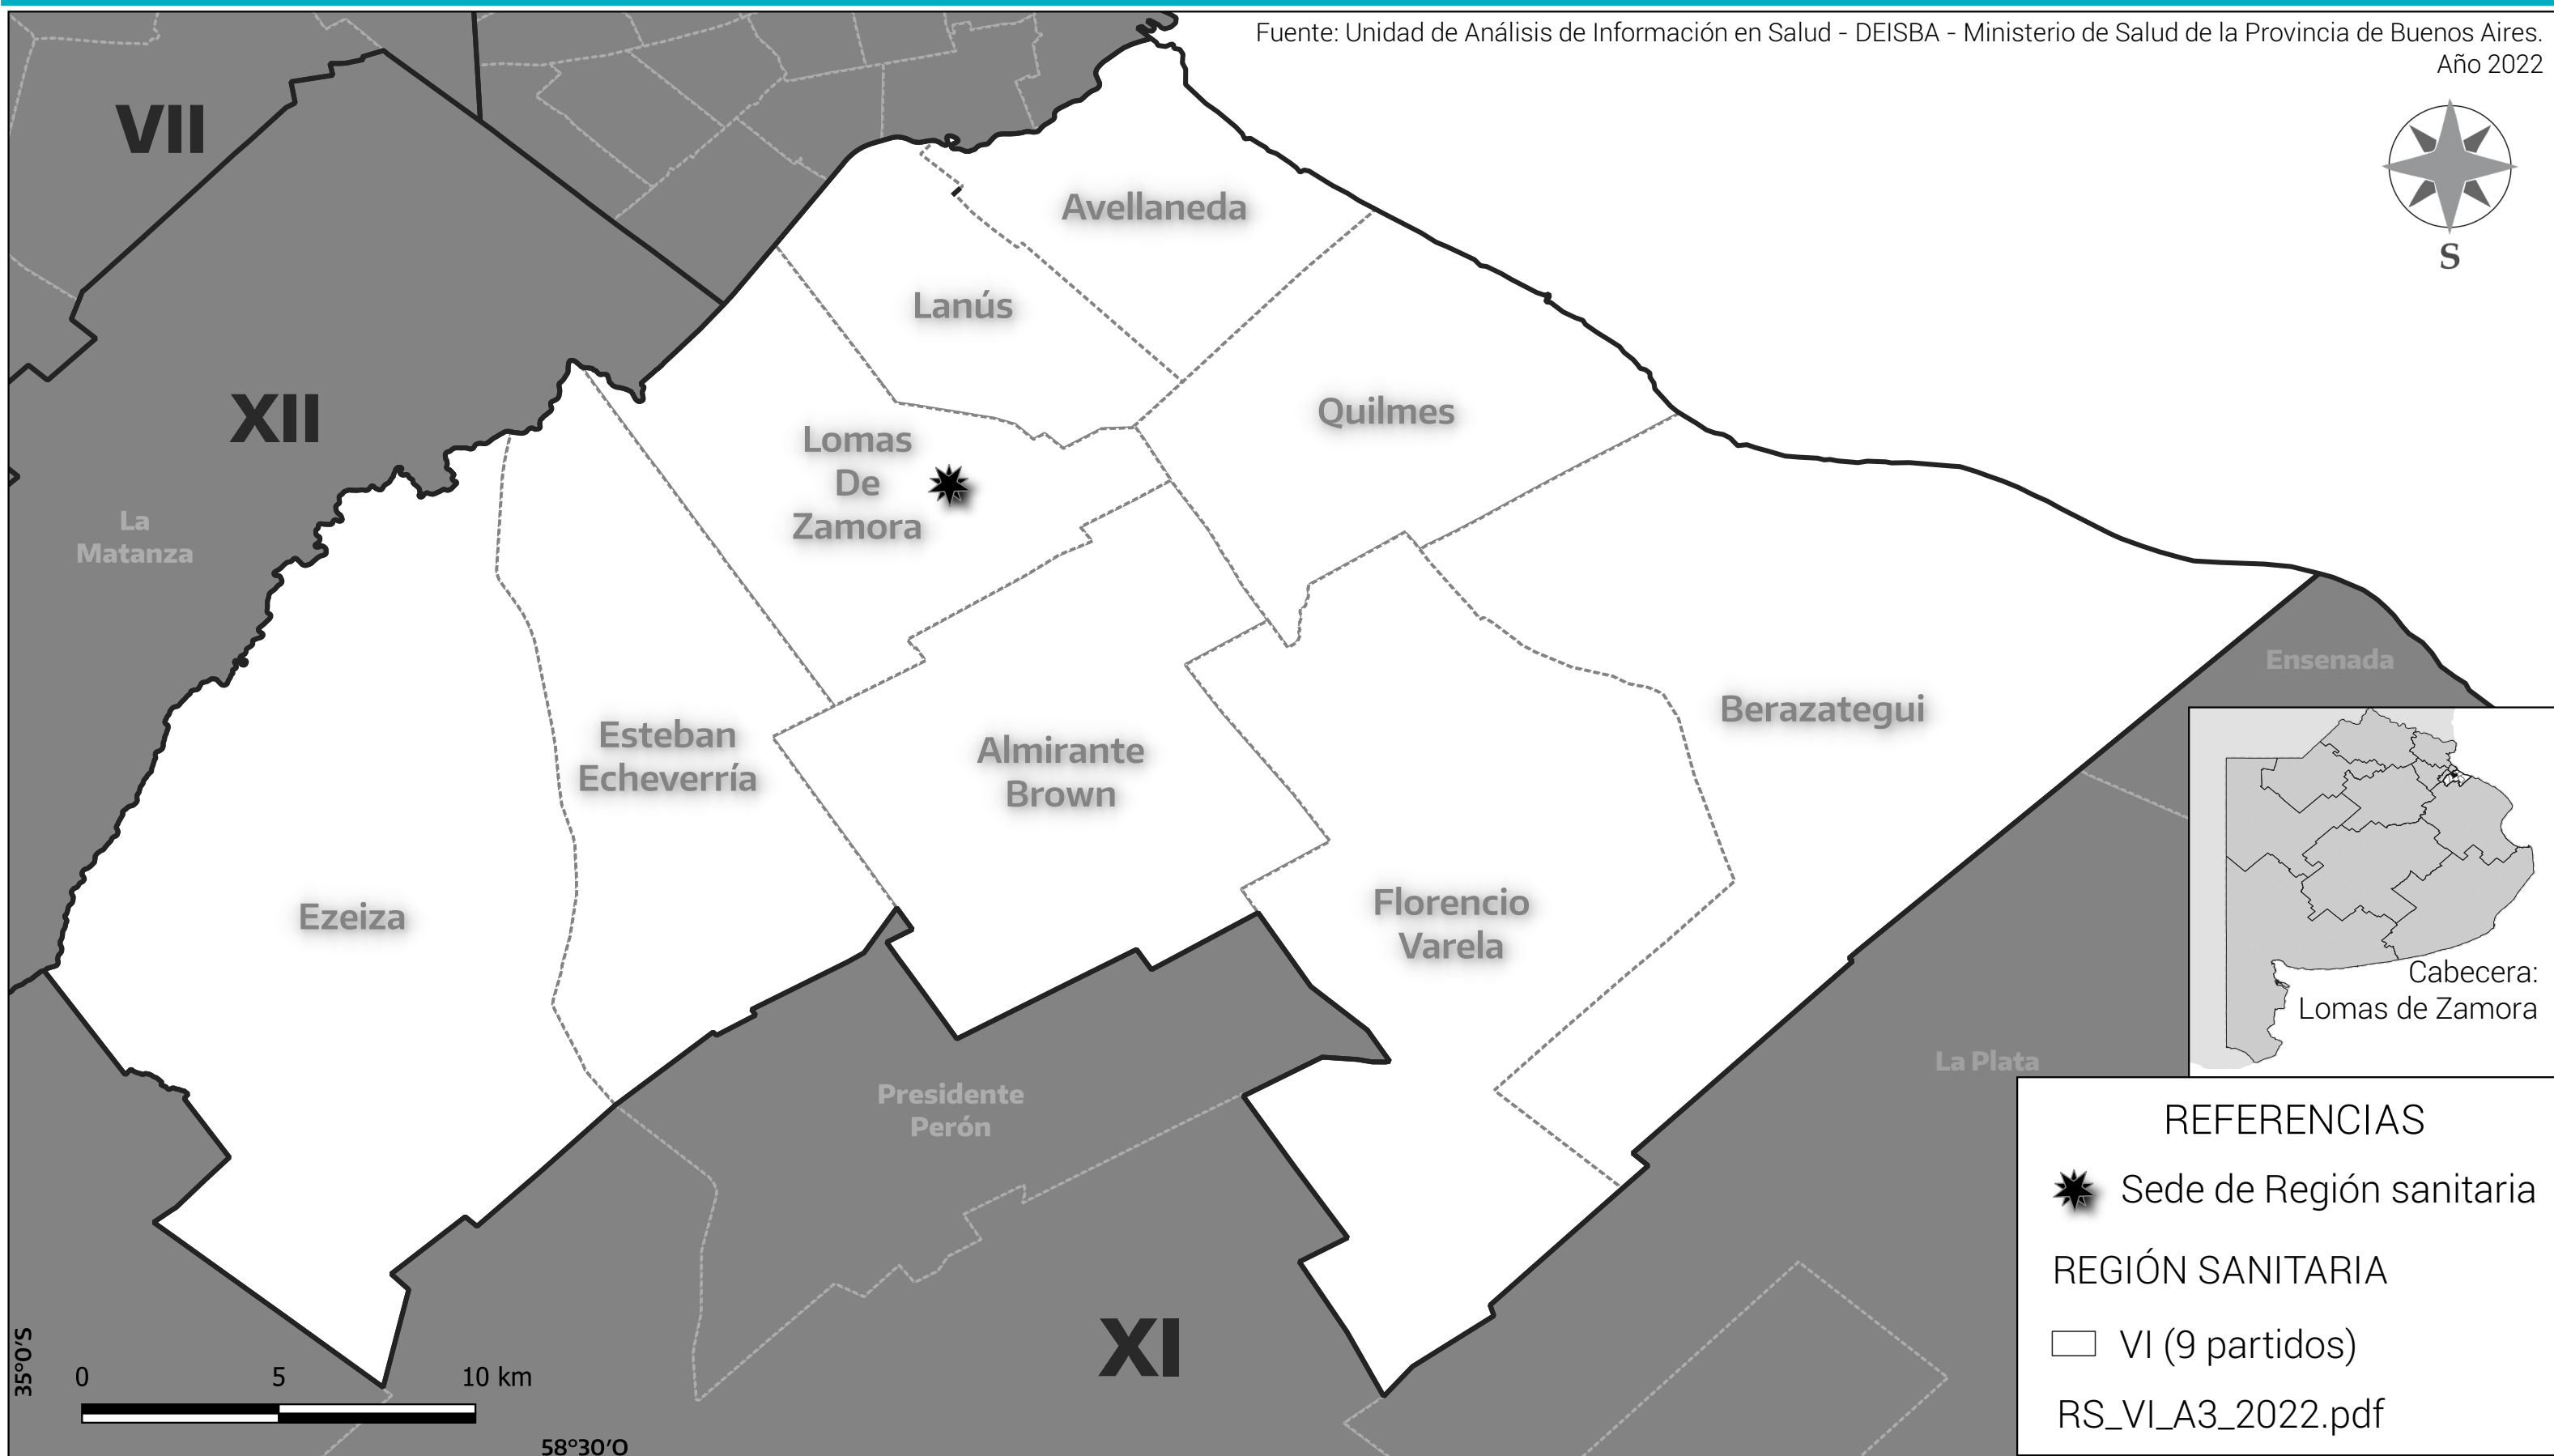 Fuente: Unidad de Análisis de Información en Salud - DEISBA - Ministerio de Salud de la Provincia de Buenos Aires.
Año 2022
VII
S
Avellaneda
Lanús
XII
Quilmes
Lomas
De
Zamora
La
Matanza
Ensenada
Berazategui
Esteban
Echeverría
Almirante
Brown
Ezeiza
Florencio
Varela
Cabecera:
Lomas de Zamora
La Plata
Presidente
Perón
REFERENCIAS
Sede de Región sanitaria
REGIÓN SANITARIA
VI (9 partidos)
RS_VI_A3_2022.pdf
XI
35°0'S
0 5 10 km
58°30'O